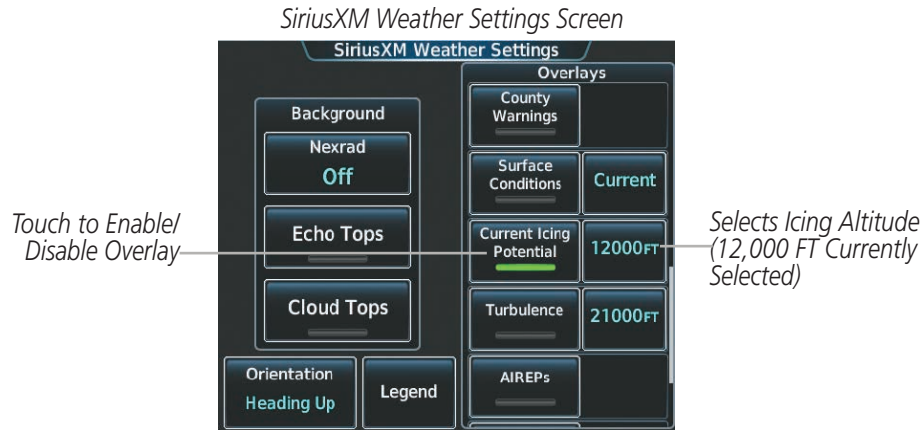 SiriusXM Weather Settings Screen
SiriusXM Weather Settings
Background
Nexrad
Off
Echo Tops
Cloud Tops
Orientation
Heading Up
Legend
Overlays
County
Warnings
Surface
Conditions
Current
Current Icing
Potential
12000FT
Turbulence
21000FT
AIREPs
Touch to Enable/
Disable Overlay
Selects Icing Altitude
(12,000 FT Currently
Selected)